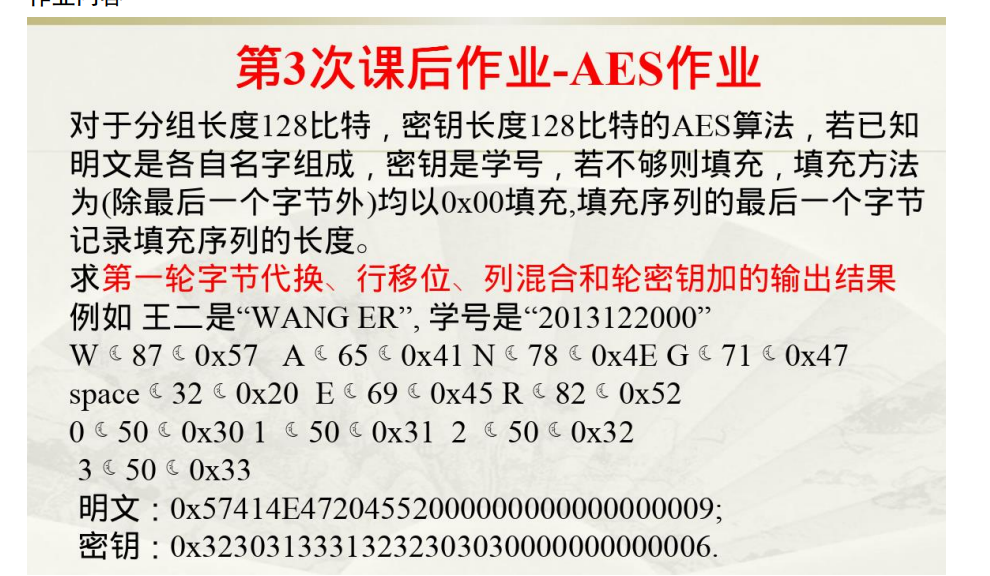 第3次课后作业-AES作业
对于分组长度128比特，密钥长度128比特的AES算法，若已知
明文是各自名字组成，密钥是学号，若不够则填充，填充方法
为(除最后一个字节外)均以0x00填充,填充序列的最后一个字节
记录填充序列的长度。
求第一轮字节代换、行移位、列混合和轮密钥加的输出结果
例如 王二是“WANG ER”, 学号是“2013122000”
W ☾ 87 ☾ 0x57 A ☾ 65 ☾ 0x41 N ☾ 78 ☾ 0x4E G ☾ 71 ☾ 0x47
space ☾ 32 ☾ 0x20 E ☾ 69 ☾ 0x45 R ☾ 82 ☾ 0x52
0 ☾ 50 ☾ 0x30 1 ☾ 50 ☾ 0x31 2 ☾ 50 ☾ 0x32
3 ☾ 50 ☾ 0x33
明文：0x57414E47204552000000000000000009;
密钥：0x32303133313232303030000000000006.